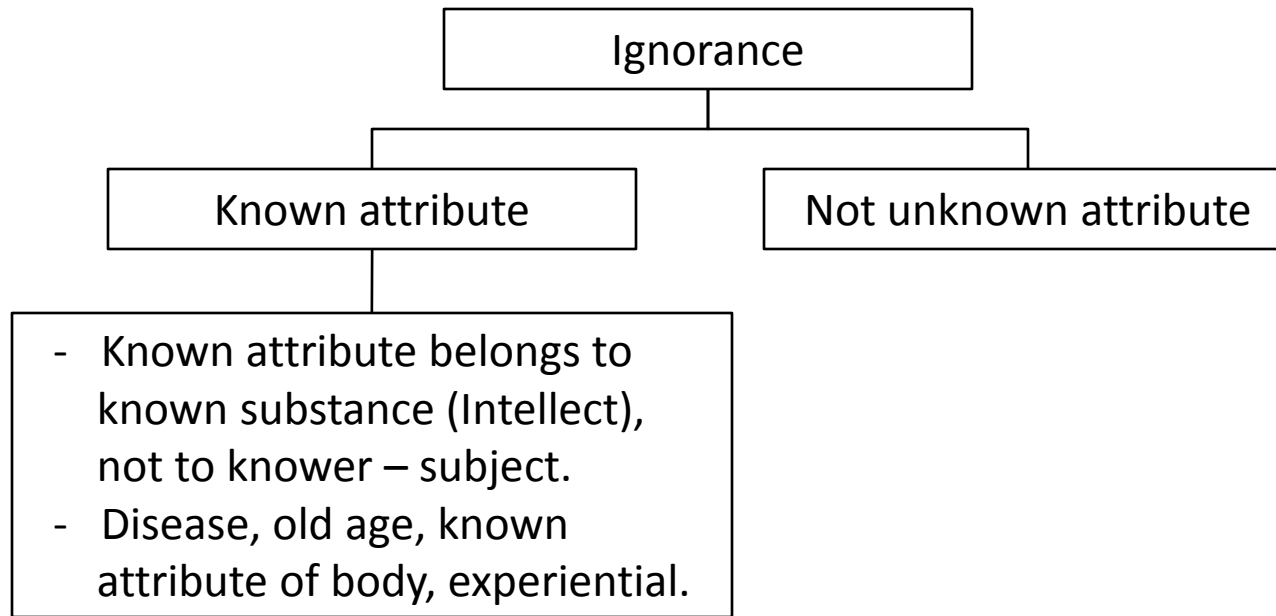 Ignorance
Known attribute
Not unknown attribute
- Known attribute belongs to
known substance (Intellect),
not to knower – subject.
- Disease, old age, known
attribute of body, experiential.